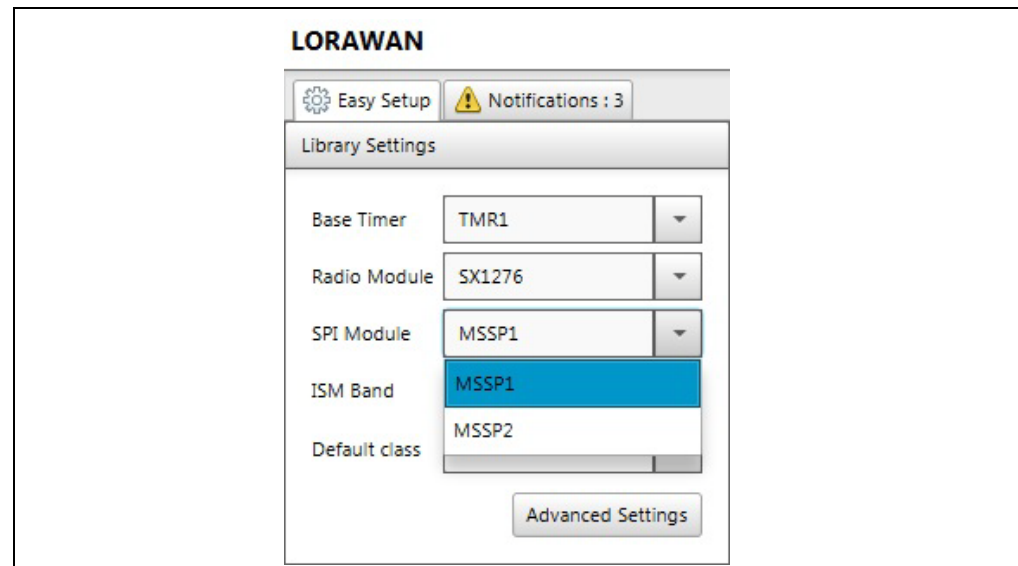 LORAWAN
Easy Setup
Notifications : 3
Library Settings
Base Timer TMR1
Radio Module SX1276
SPI Module MSSP1
ISM Band MSSP1
MSSP2
Default class
Advanced Settings